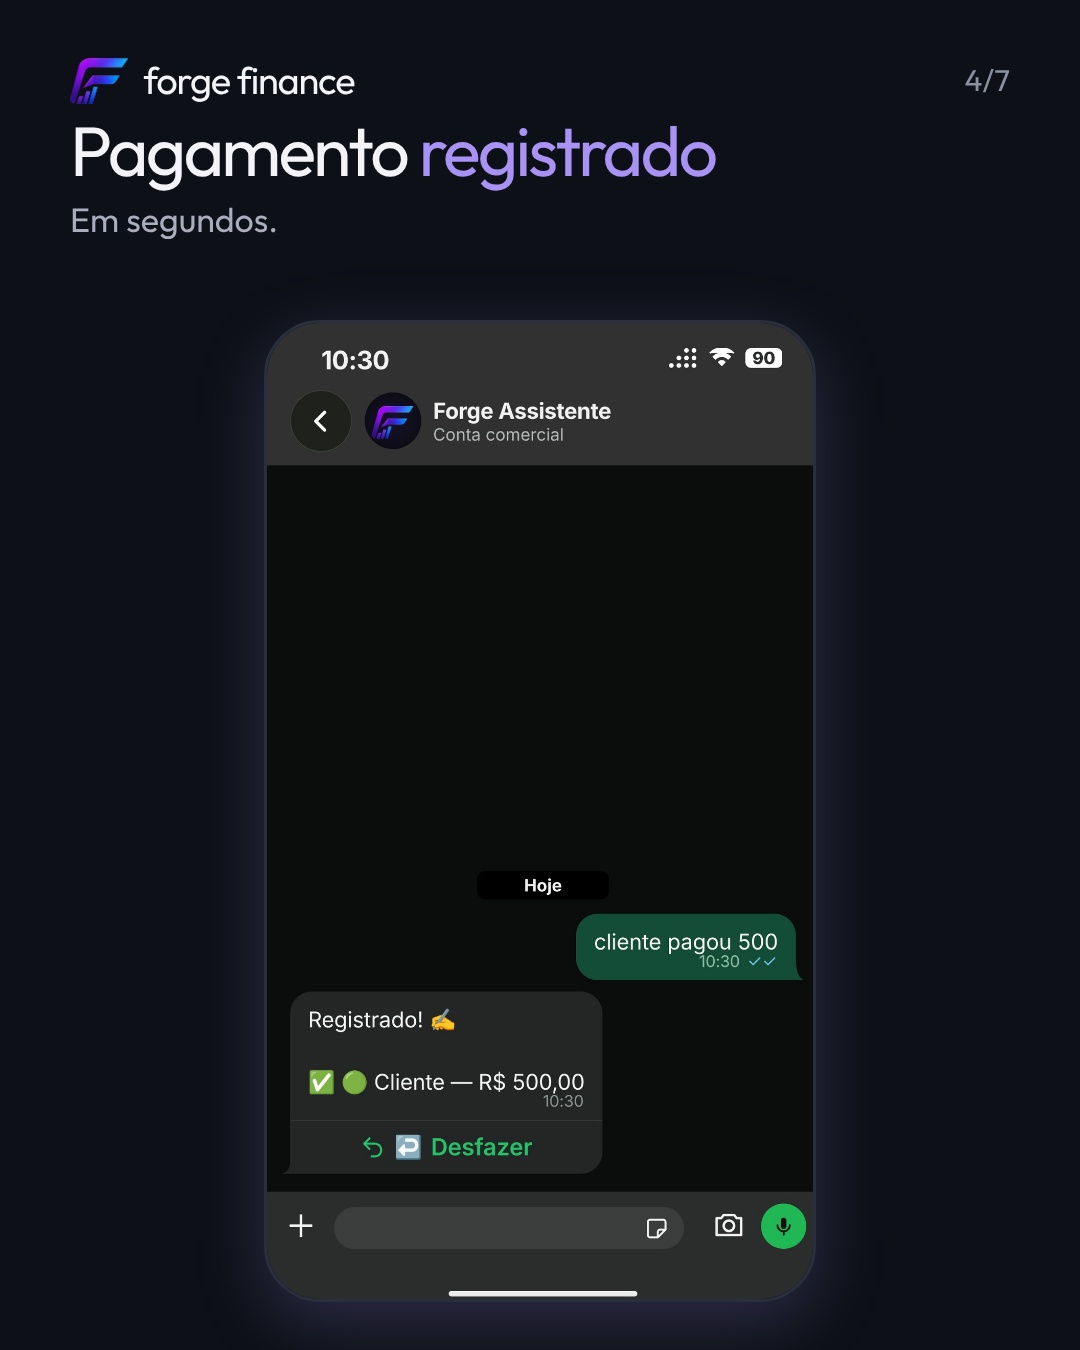 forge finance
4/7
Pagamento registrado
Em segundos.
10:30
90
Forge Assistente
Conta comercial
Hoje
cliente pagou 500
10:30
Registrado! ✍️
✅ 🟢 Cliente — R$ 500,00
10:30
↩️ Desfazer